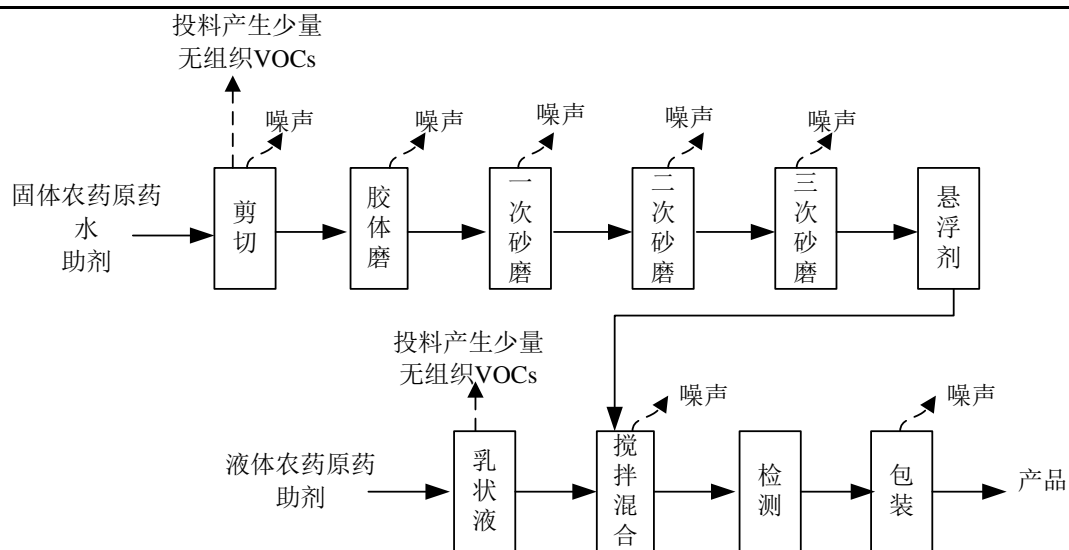 投料产生少量
无组织VOCs
噪声
噪声
噪声
噪声
噪声
固体农药原药
水
助剂
剪切
胶体磨
一次砂磨
二次砂磨
三次砂磨
悬浮剂
投料产生少量
无组织VOCs
噪声
噪声
液体农药原药
助剂
乳状液
搅拌混合
检测
包装
产品